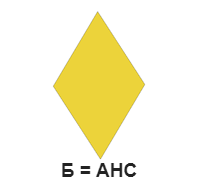 Б = АНС